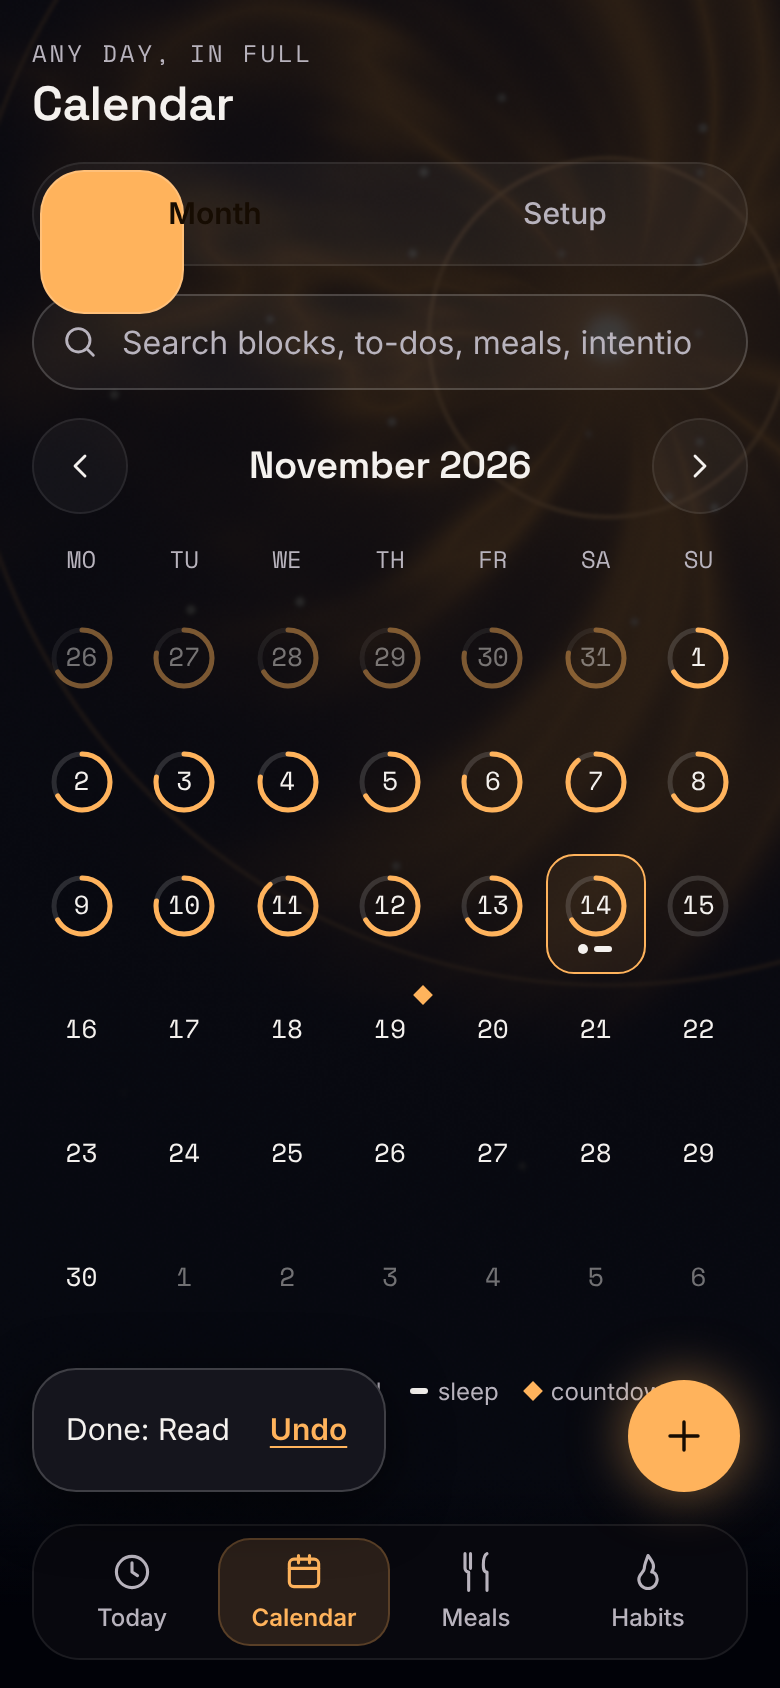 ANY DAY, IN FULL
Calendar
Month Setup
Search blocks, to-dos, meals, intentio
November 2026
MO TU WE TH FR SA SU
26 27 28 29 30 31 1
2 3 4 5 6 7 8
9 10 11 12 13 14 15
16 17 18 19 20 21 22
23 24 25 26 27 28 29
30 1 2 3 4 5 6
sleep
Done: Read Undo
Today Calendar Meals Habits